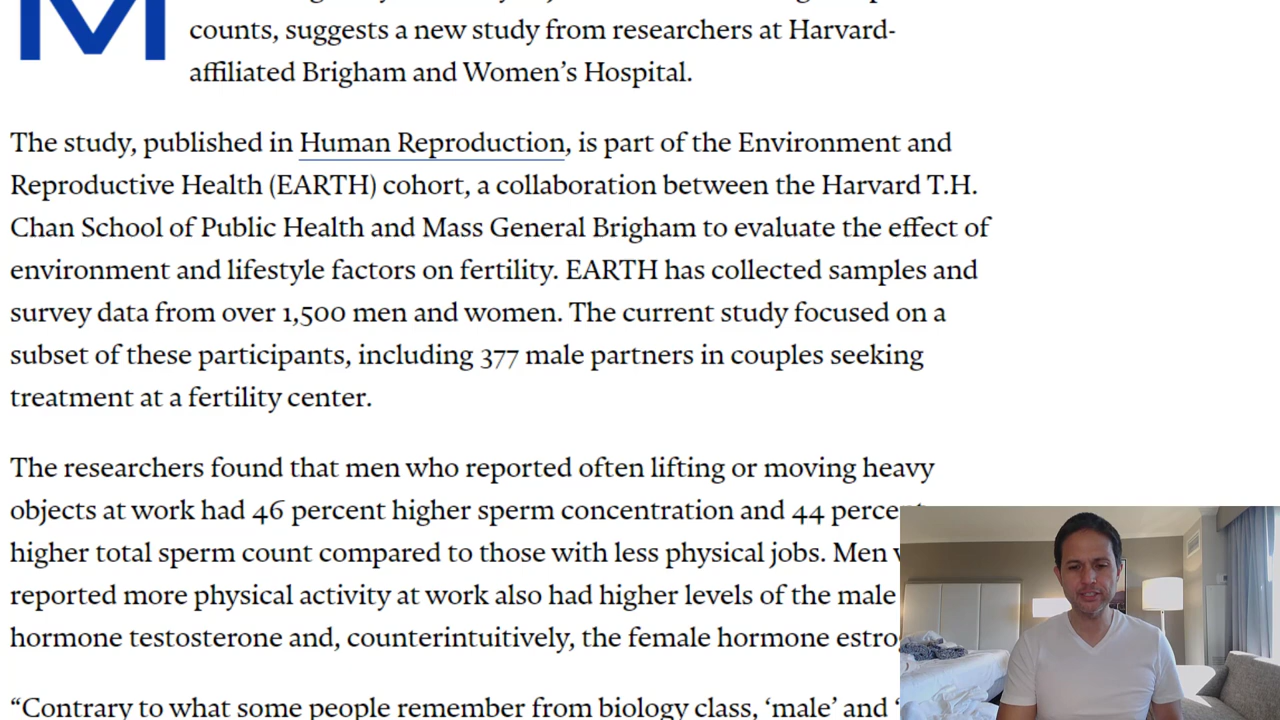 M
counts, suggests a new study from researchers at Harvard-
affiliated Brigham and Women’s Hospital.
The study, published in Human Reproduction, is part of the Environment and
Reproductive Health (EARTH) cohort, a collaboration between the Harvard T.H.
Chan School of Public Health and Mass General Brigham to evaluate the effect of
environment and lifestyle factors on fertility. EARTH has collected samples and
survey data from over 1,500 men and women. The current study focused on a
subset of these participants, including 377 male partners in couples seeking
treatment at a fertility center.
The researchers found that men who reported often lifting or moving heavy
objects at work had 46 percent higher sperm concentration and 44
higher total sperm count compared to those with less physical jobs. Men
reported more physical activity at work also had higher levels of the male
hormone testosterone and, counterintuitively, the female hormone
“Contrary to what some people remember from biology class, ‘male’ and